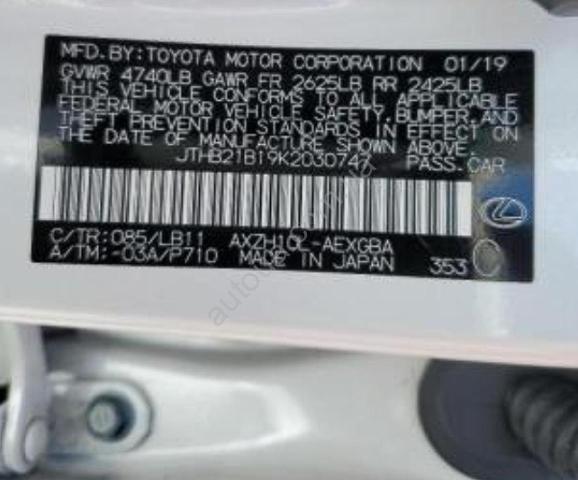 MFD.BY:TOYOTA MOTOR CORPORATION 01/19
GVWR 4740LB GAWR FR 2625LB RR 2425LB
THIS VEHICLE CONFORMS TO ALL APPLICABLE
FEDERAL MOTOR VEHICLE SAFETY,BUMPER,AND
THEFT PREVENTION STANDARDS IN EFFECT ON
THE DATE OF MANUFACTURE SHOWN ABOVE.
JTHB21B19K2030747 PASS.CAR
C/TR:085/LB11 AXZH10L-AEXGBA
A/TM:-03A/P710 MADE IN JAPAN 353